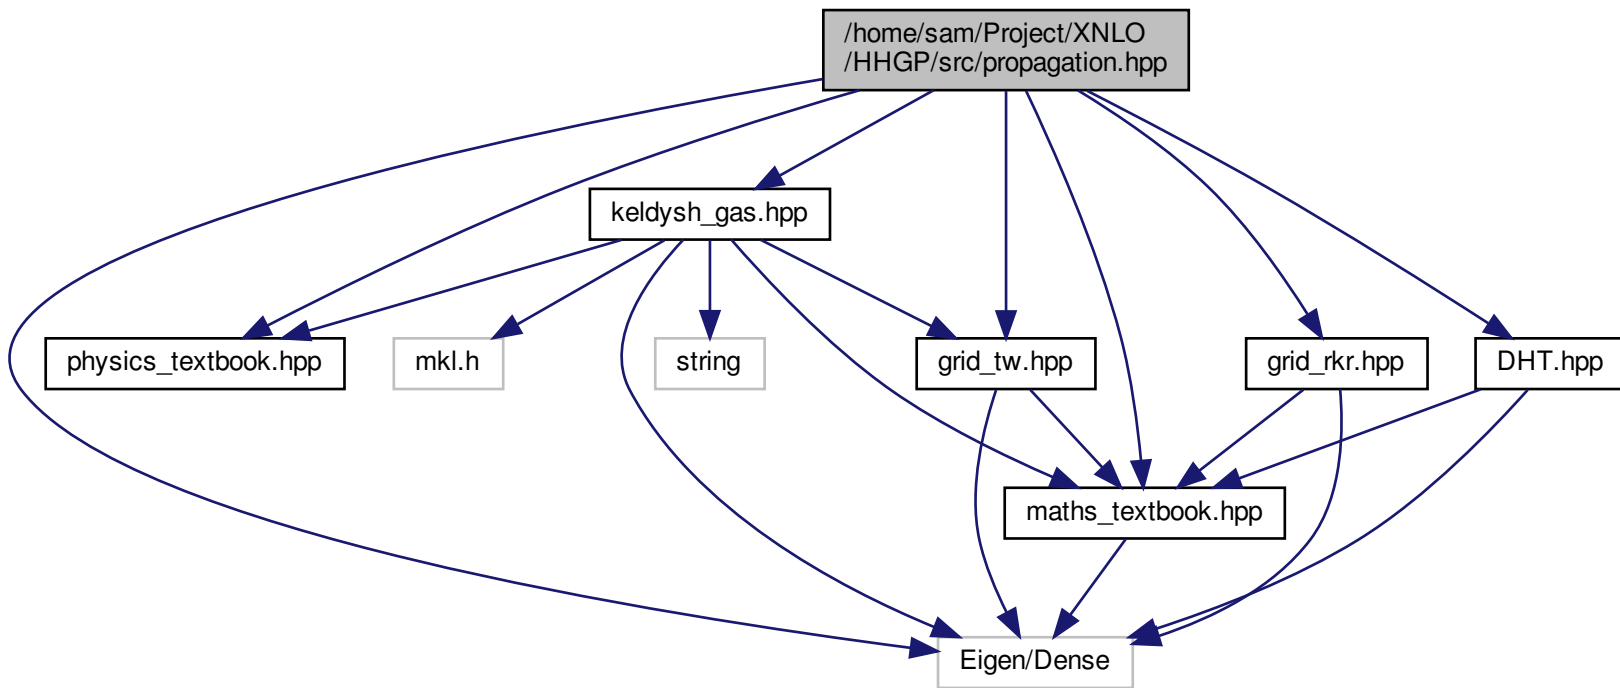 /home/sam/Project/XNLO
/HHGP/src/propagation.hpp
keldysh_gas.hpp
physics_textbook.hpp
mkl.h
string
grid_tw.hpp
grid_rkr.hpp
DHT.hpp
maths_textbook.hpp
Eigen/Dense